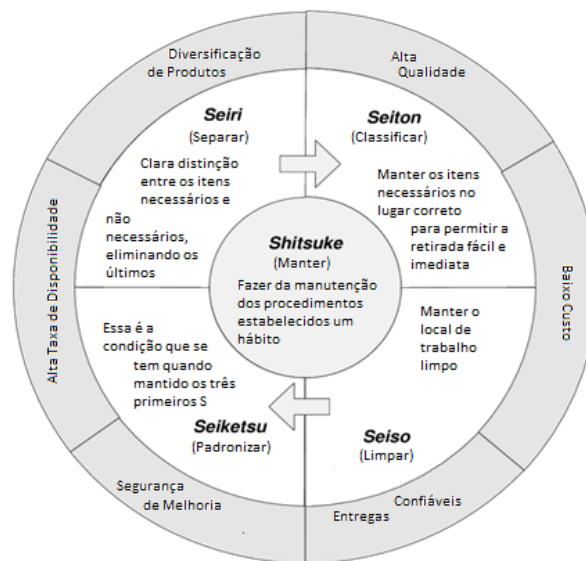 Diversificação
de Produtos
Alta
Qualidade
Seiri
(Separar)
Clara distinção
entre os itens
necessários e
não
necessários,
eliminando os
últimos
Seiton
(Classificar)
Manter os itens
necessários no
lugar correto
para permitir a
retirada fácil e
imediata
Shitsuke
(Manter)
Fazer da manutenção
dos procedimentos
estabelecidos um
hábito
Alta Taxa de Disponibilidade
Baixo Custo
Essa é a
condição que se
tem quando
mantido os três
primeiros S
Seiketsu
(Padronizar)
Manter o
local de
trabalho
limpo
Seiso
(Limpar)
Segurança
de Melhoria
Entregas Confiáveis